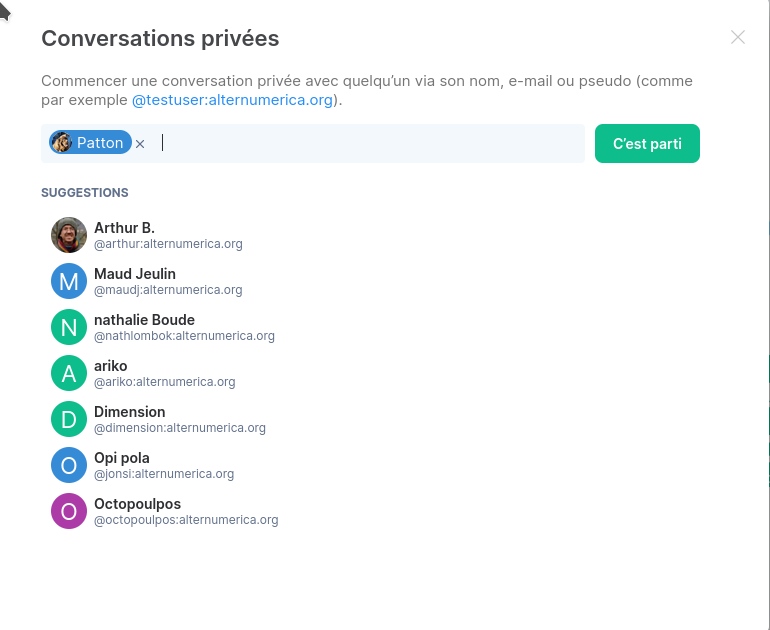 Conversations privées
Commencer une conversation privée avec quelqu’un via son nom, e-mail ou pseudo (comme
par exemple @testuser:alternumerica.org).
Patton
C’est parti
SUGGESTIONS
Arthur B.
@arthur:alternumerica.org
M
Maud Jeulin
@maudj:alternumerica.org
N
nathalie Boude
@nathlombok:alternumerica.org
A
ariko
@ariko:alternumerica.org
D
Dimension
@dimension:alternumerica.org
O
Opi pola
@jonsi:alternumerica.org
O
Octopoulpos
@octopoulpos:alternumerica.org